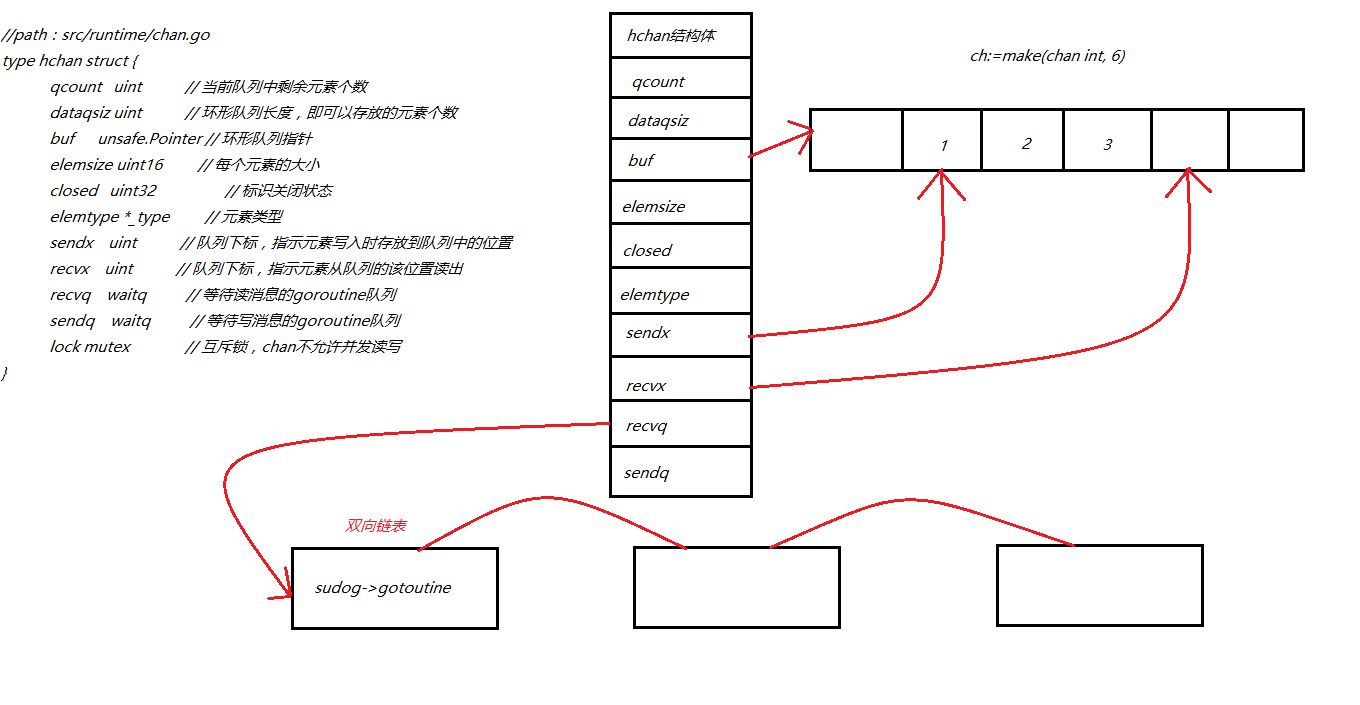 //path：src/runtime/chan.go
type hchan struct {
qcount uint // 当前队列中剩余元素个数
dataqsiz uint // 环形队列长度，即可以存放的元素个数
buf unsafe.Pointer // 环形队列指针
elemsize uint16 // 每个元素的大小
closed uint32 // 标识关闭状态
elemtype *_type // 元素类型
sendx uint // 队列下标，指示元素写入时存放到队列中的位置
recvx uint // 队列下标，指示元素从队列的该位置读出
recvq waitq // 等待读消息的goroutine队列
sendq waitq // 等待写消息的goroutine队列
lock mutex // 互斥锁，chan不允许并发读写
}
hchan结构体
qcount
dataqsiz
buf
elemsize
closed
elemtype
sendx
recvx
recvq
sendq
ch:=make(chan int, 6)
1 2 3
双向链表
sudog->gotoutine